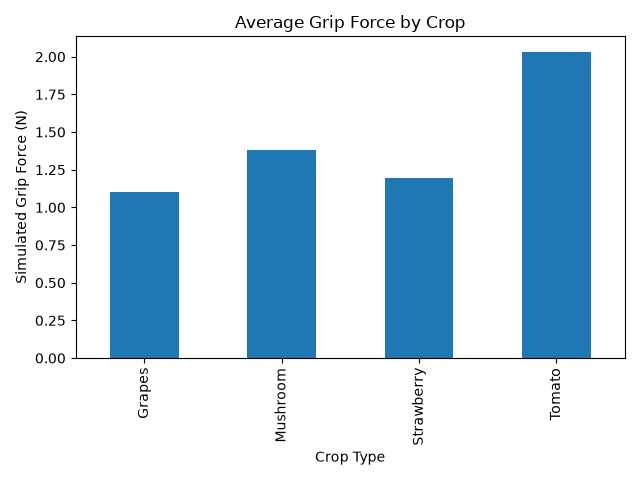 Average Grip Force by Crop
Simulated Grip Force (N)
2.00
1.75
1.50
1.25
1.00
0.75
0.50
0.25
0.00
Grapes
Mushroom
Strawberry
Tomato
Crop Type